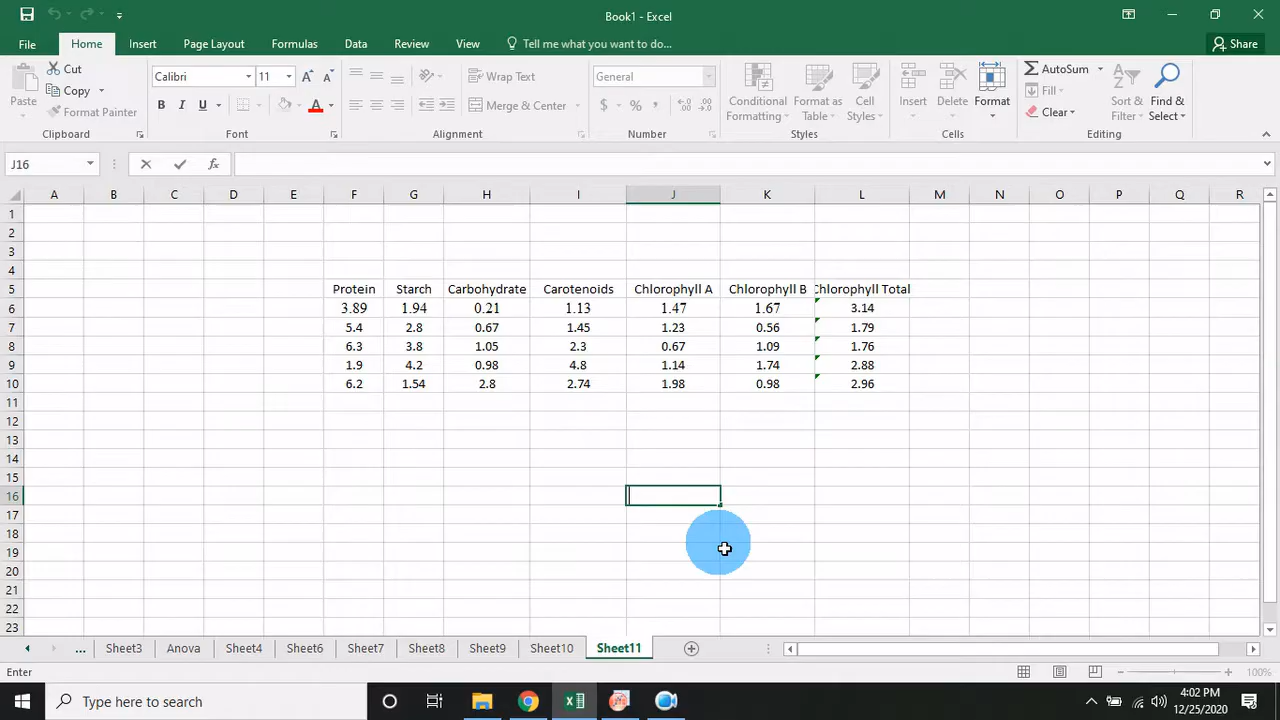 Book1 - Excel
File Home Insert Page Layout Formulas Data Review View Tell me what you want to do... Share
Paste Cut Copy Format Painter Clipboard
Calibri 11 A A B I U A Font
Wrap Text Merge & Center Alignment
General $ % , Number
Conditional Formatting Format as Table Cell Styles Styles
Insert Delete Format Cells
AutoSum Fill Clear Sort & Filter Find & Select Editing
J16 fx
A B C D E F G H I J K L M N O P Q R
1
2
3
4
5 Protein Starch Carbohydrate Carotenoids Chlorophyll A Chlorophyll B Chlorophyll Total
6 3.89 1.94 0.21 1.13 1.47 1.67 3.14
7 5.4 2.8 0.67 1.45 1.23 0.56 1.79
8 6.3 3.8 1.05 2.3 0.67 1.09 1.76
9 1.9 4.2 0.98 4.8 1.14 1.74 2.88
10 6.2 1.54 2.8 2.74 1.98 0.98 2.96
11
12
13
14
15
16
17
18
19
20
21
22
23
... Sheet3 Anova Sheet4 Sheet6 Sheet7 Sheet8 Sheet9 Sheet10 Sheet11
Enter 100%
Type here to search 4:02 PM
12/25/2020